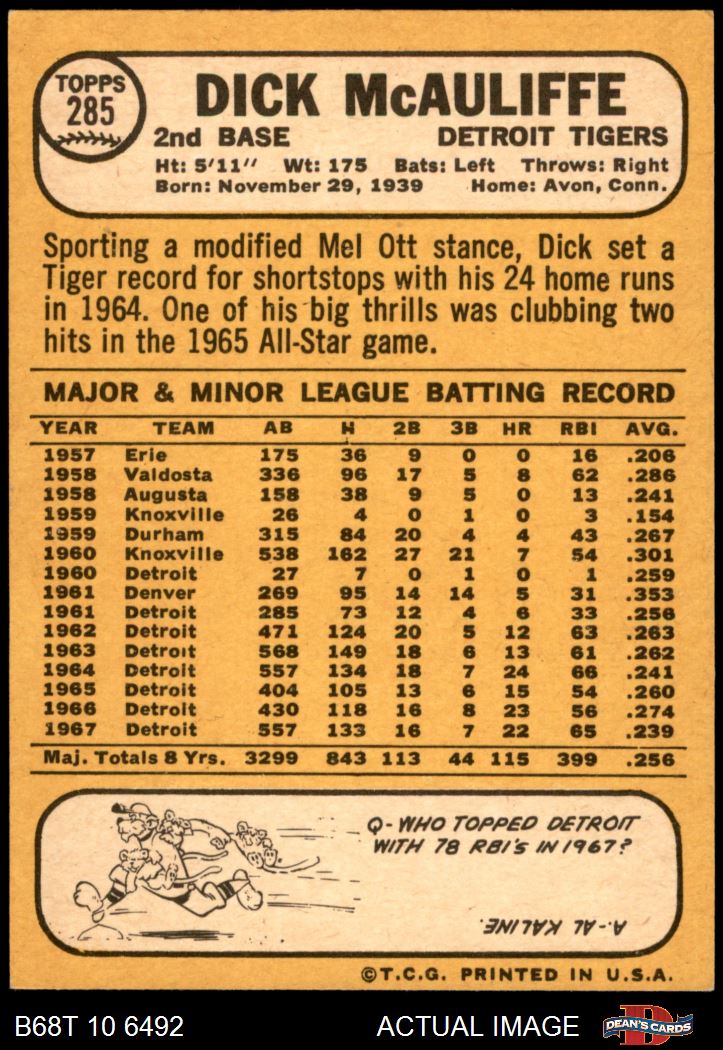 TOPPS
285
DICK McAULIFFE
2nd BASE DETROIT TIGERS
Ht: 5'11" Wt: 175 Bats: Left Throws: Right
Born: November 29, 1939 Home: Avon, Conn.
Sporting a modified Mel Ott stance, Dick set a
Tiger record for shortstops with his 24 home runs
in 1964. One of his big thrills was clubbing two
hits in the 1965 All-Star game.
MAJOR & MINOR LEAGUE BATTING RECORD
YEAR TEAM AB H 2B 3B HR RBI AVG.
1957 Erie 175 36 9 0 0 16 .206
1958 Valdosta 336 96 17 5 8 62 .286
1958 Augusta 158 38 9 5 0 13 .241
1959 Knoxville 26 4 0 1 0 3 .154
1959 Durham 315 84 20 4 4 43 .267
1960 Knoxville 538 162 27 21 7 54 .301
1960 Detroit 27 7 0 1 0 1 .259
1961 Denver 269 95 14 14 5 31 .353
1961 Detroit 285 73 12 4 6 33 .256
1962 Detroit 471 124 20 5 12 63 .263
1963 Detroit 568 149 18 6 13 61 .262
1964 Detroit 557 134 18 7 24 66 .241
1965 Detroit 404 105 13 6 15 54 .260
1966 Detroit 430 118 16 8 23 56 .274
1967 Detroit 557 133 16 7 22 65 .239
Maj. Totals 8 Yrs. 3299 843 113 44 115 399 .256
Q-WHO TOPPED DETROIT
WITH 78 RBI'S IN 1967?
A.-AL KALINE.
©T.C.G. PRINTED IN U.S.A.
B68T 10 6492 ACTUAL IMAGE
D
DEAN'S CARDS